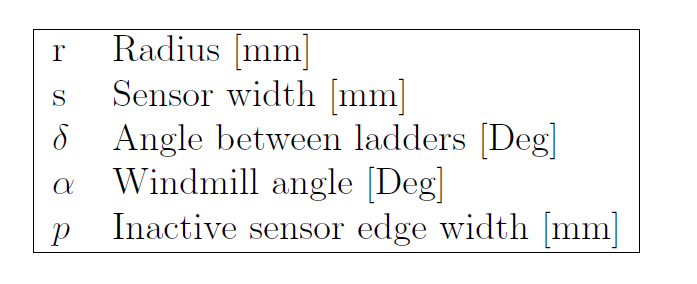 r Radius [mm]
s Sensor width [mm]
δ Angle between ladders [Deg]
α Windmill angle [Deg]
p Inactive sensor edge width [mm]